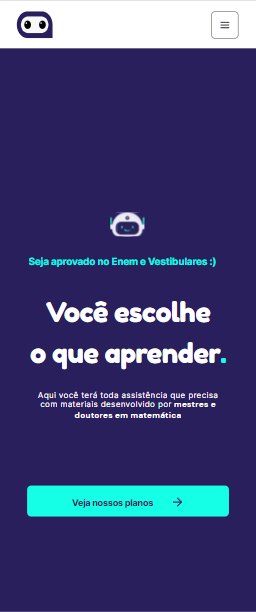 Seja aprovado no Enem e Vestibulares :)
Você escolhe
o que aprender.
Aqui você terá toda assistência que precisa
com materiais desenvolvido por mestres e
doutores em matemática
Veja nossos planos